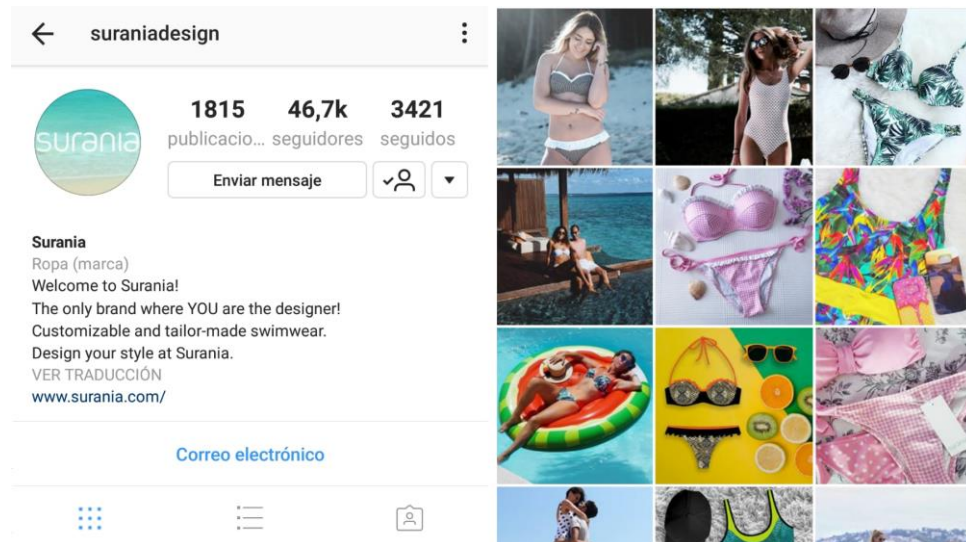 suraniadesign
surania
1815 46,7k 3421
publicacio... seguidores seguidos
Enviar mensaje
Surania
Ropa (marca)
Welcome to Surania!
The only brand where YOU are the designer!
Customizable and tailor-made swimwear.
Design your style at Surania.
VER TRADUCCIÓN
www.surania.com/
Correo electrónico